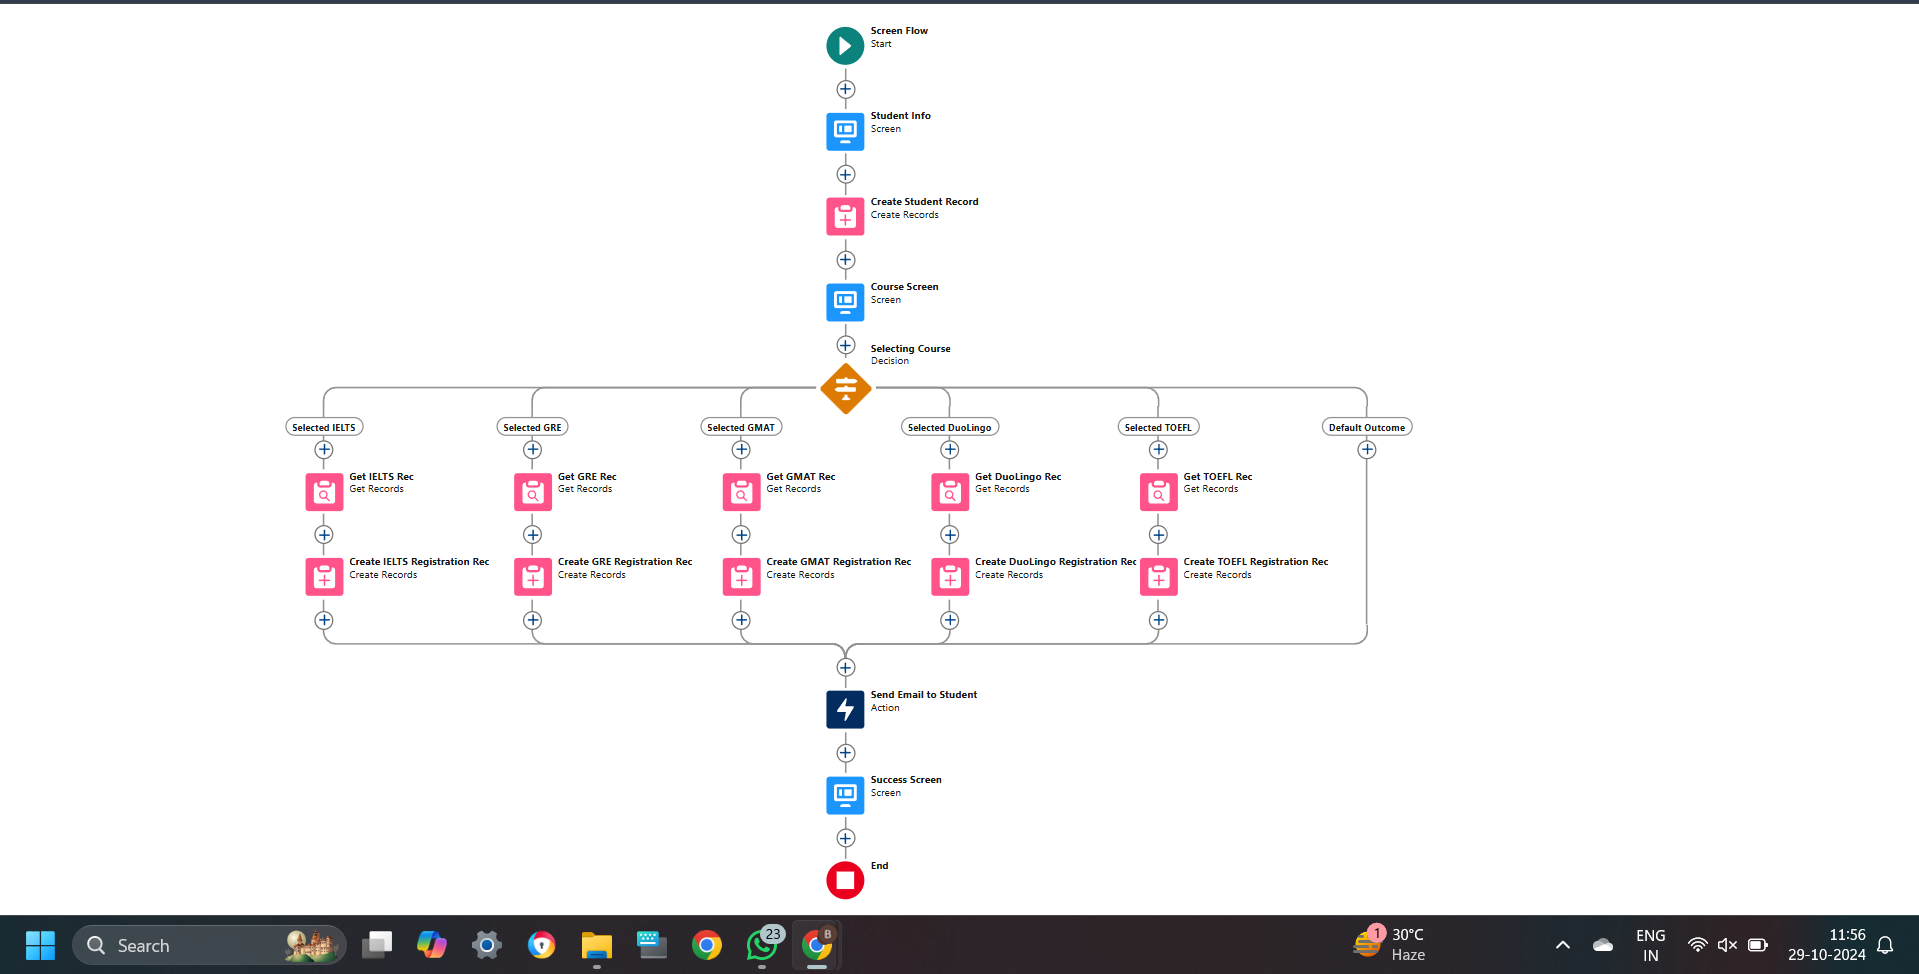 Screen Flow
Start
Student Info
Screen
Create Student Record
Create Records
Course Screen
Screen
Selecting Course
Decision
Selected IELTS
Selected GRE
Selected GMAT
Selected DuoLingo
Selected TOEFL
Default Outcome
Get IELTS Rec
Get Records
Get GRE Rec
Get Records
Get GMAT Rec
Get Records
Get DuoLingo Rec
Get Records
Get TOEFL Rec
Get Records
Create IELTS Registration Rec
Create Records
Create GRE Registration Rec
Create Records
Create GMAT Registration Rec
Create Records
Create DuoLingo Registration Rec
Create Records
Create TOEFL Registration Rec
Create Records
Send Email to Student
Action
Success Screen
Screen
End
Search
23
B
1
30°C
Haze
ENG
IN
11:56
29-10-2024